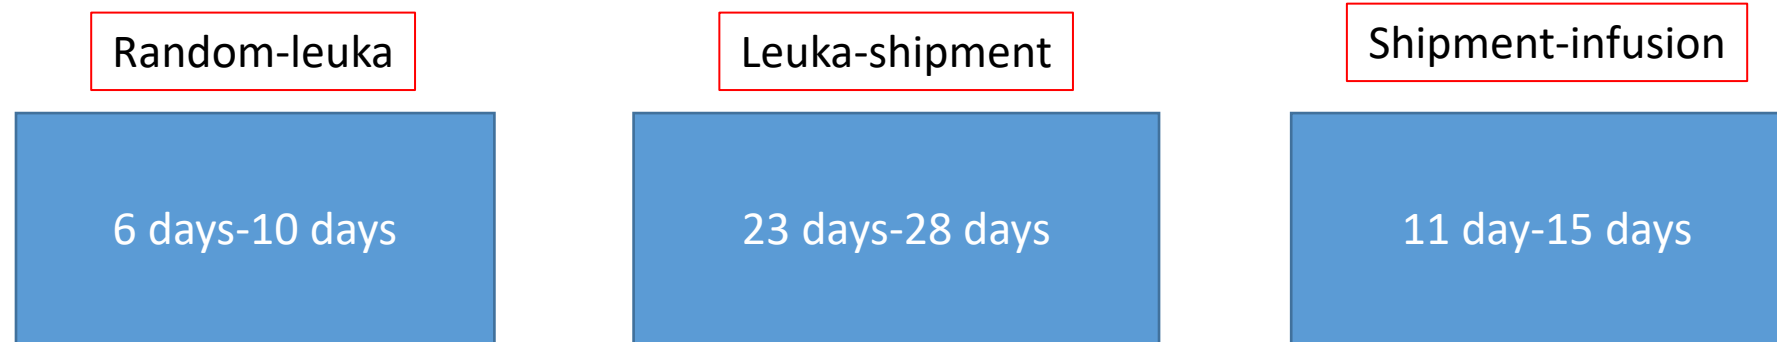 Random-leuka
Leuka-shipment
Shipment-infusion
6 days-10 days
23 days-28 days
11 day-15 days